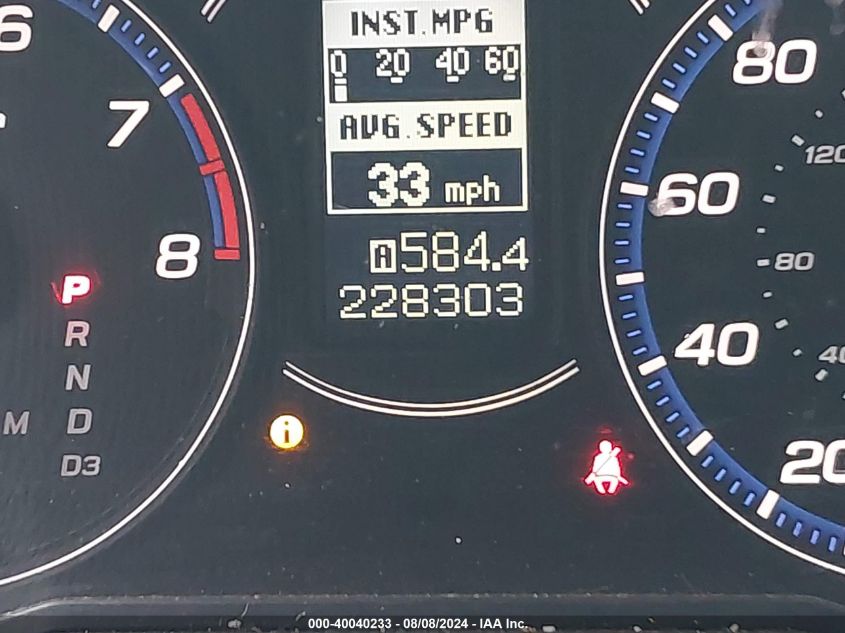 6
7
8
P
R
N
M D
D3
INST.MPG
0 20 40 60
AVG.SPEED
33 mph
A 584.4
228303
i
80
120
60
80
40
40
20
000-40040233 - 08/08/2024 - IAA Inc.